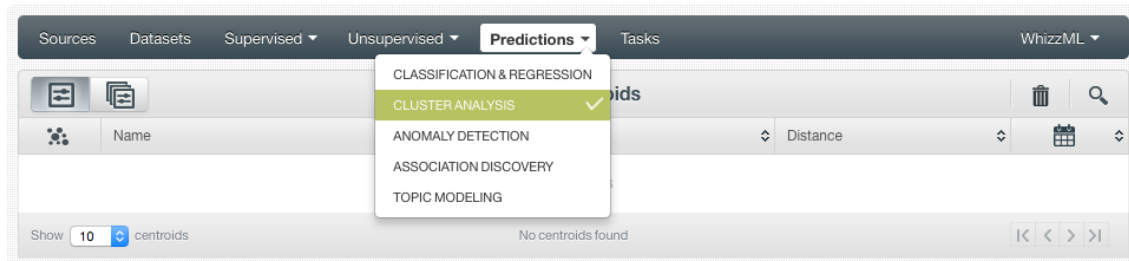 Sources Datasets Supervised Unsupervised Predictions Tasks WhizzML
CLASSIFICATION & REGRESSION
CLUSTER ANALYSIS
ANOMALY DETECTION
ASSOCIATION DISCOVERY
TOPIC MODELING
oids
Name Distance
Show 10 centroids No centroids found